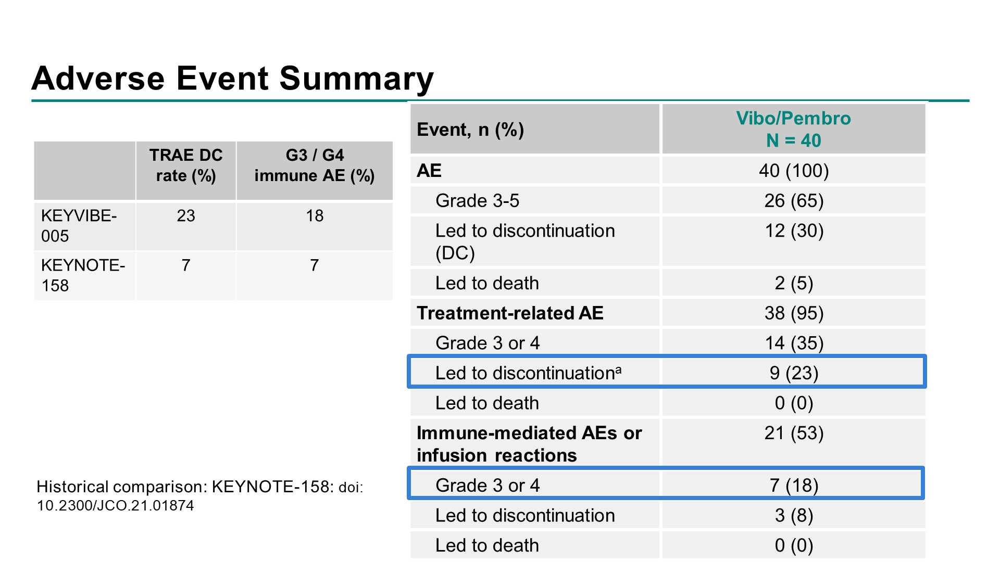 Adverse Event Summary
TRAE DC
rate (%)
G3 / G4
immune AE (%)
KEYVIBE-
005
23
18
KEYNOTE-
158
7
7
Historical comparison: KEYNOTE-158: doi:
10.2300/JCO.21.01874
Event, n (%)
Vibo/Pembro
N = 40
AE
40 (100)
Grade 3-5
26 (65)
Led to discontinuation
(DC)
12 (30)
Led to death
2 (5)
Treatment-related AE
38 (95)
Grade 3 or 4
14 (35)
Led to discontinuationᵃ
9 (23)
Led to death
0 (0)
Immune-mediated AEs or
infusion reactions
21 (53)
Grade 3 or 4
7 (18)
Led to discontinuation
3 (8)
Led to death
0 (0)